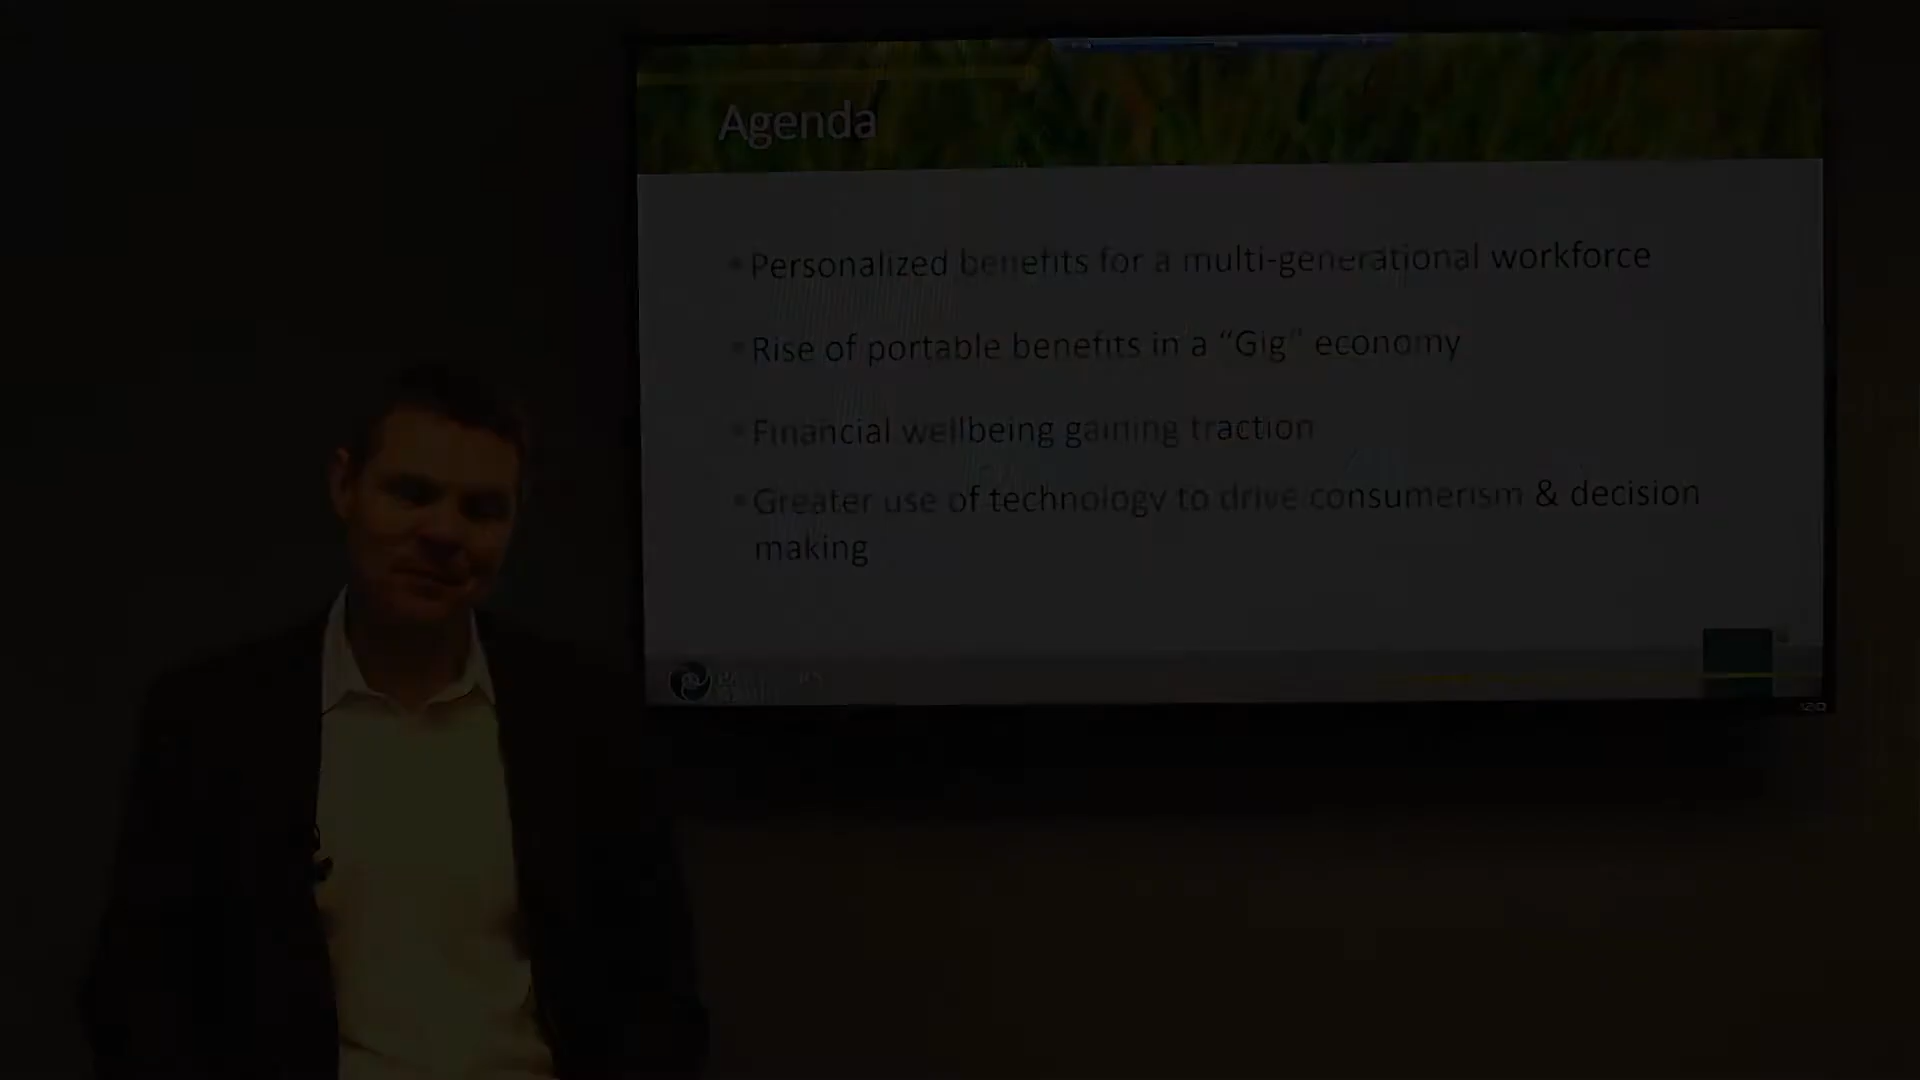 Agenda
Personalized benefits for a multi-generational workforce
Rise of portable benefits in a “Gig” economy
Financial wellbeing gaining traction
Greater use of technology to drive consumerism & decision
making